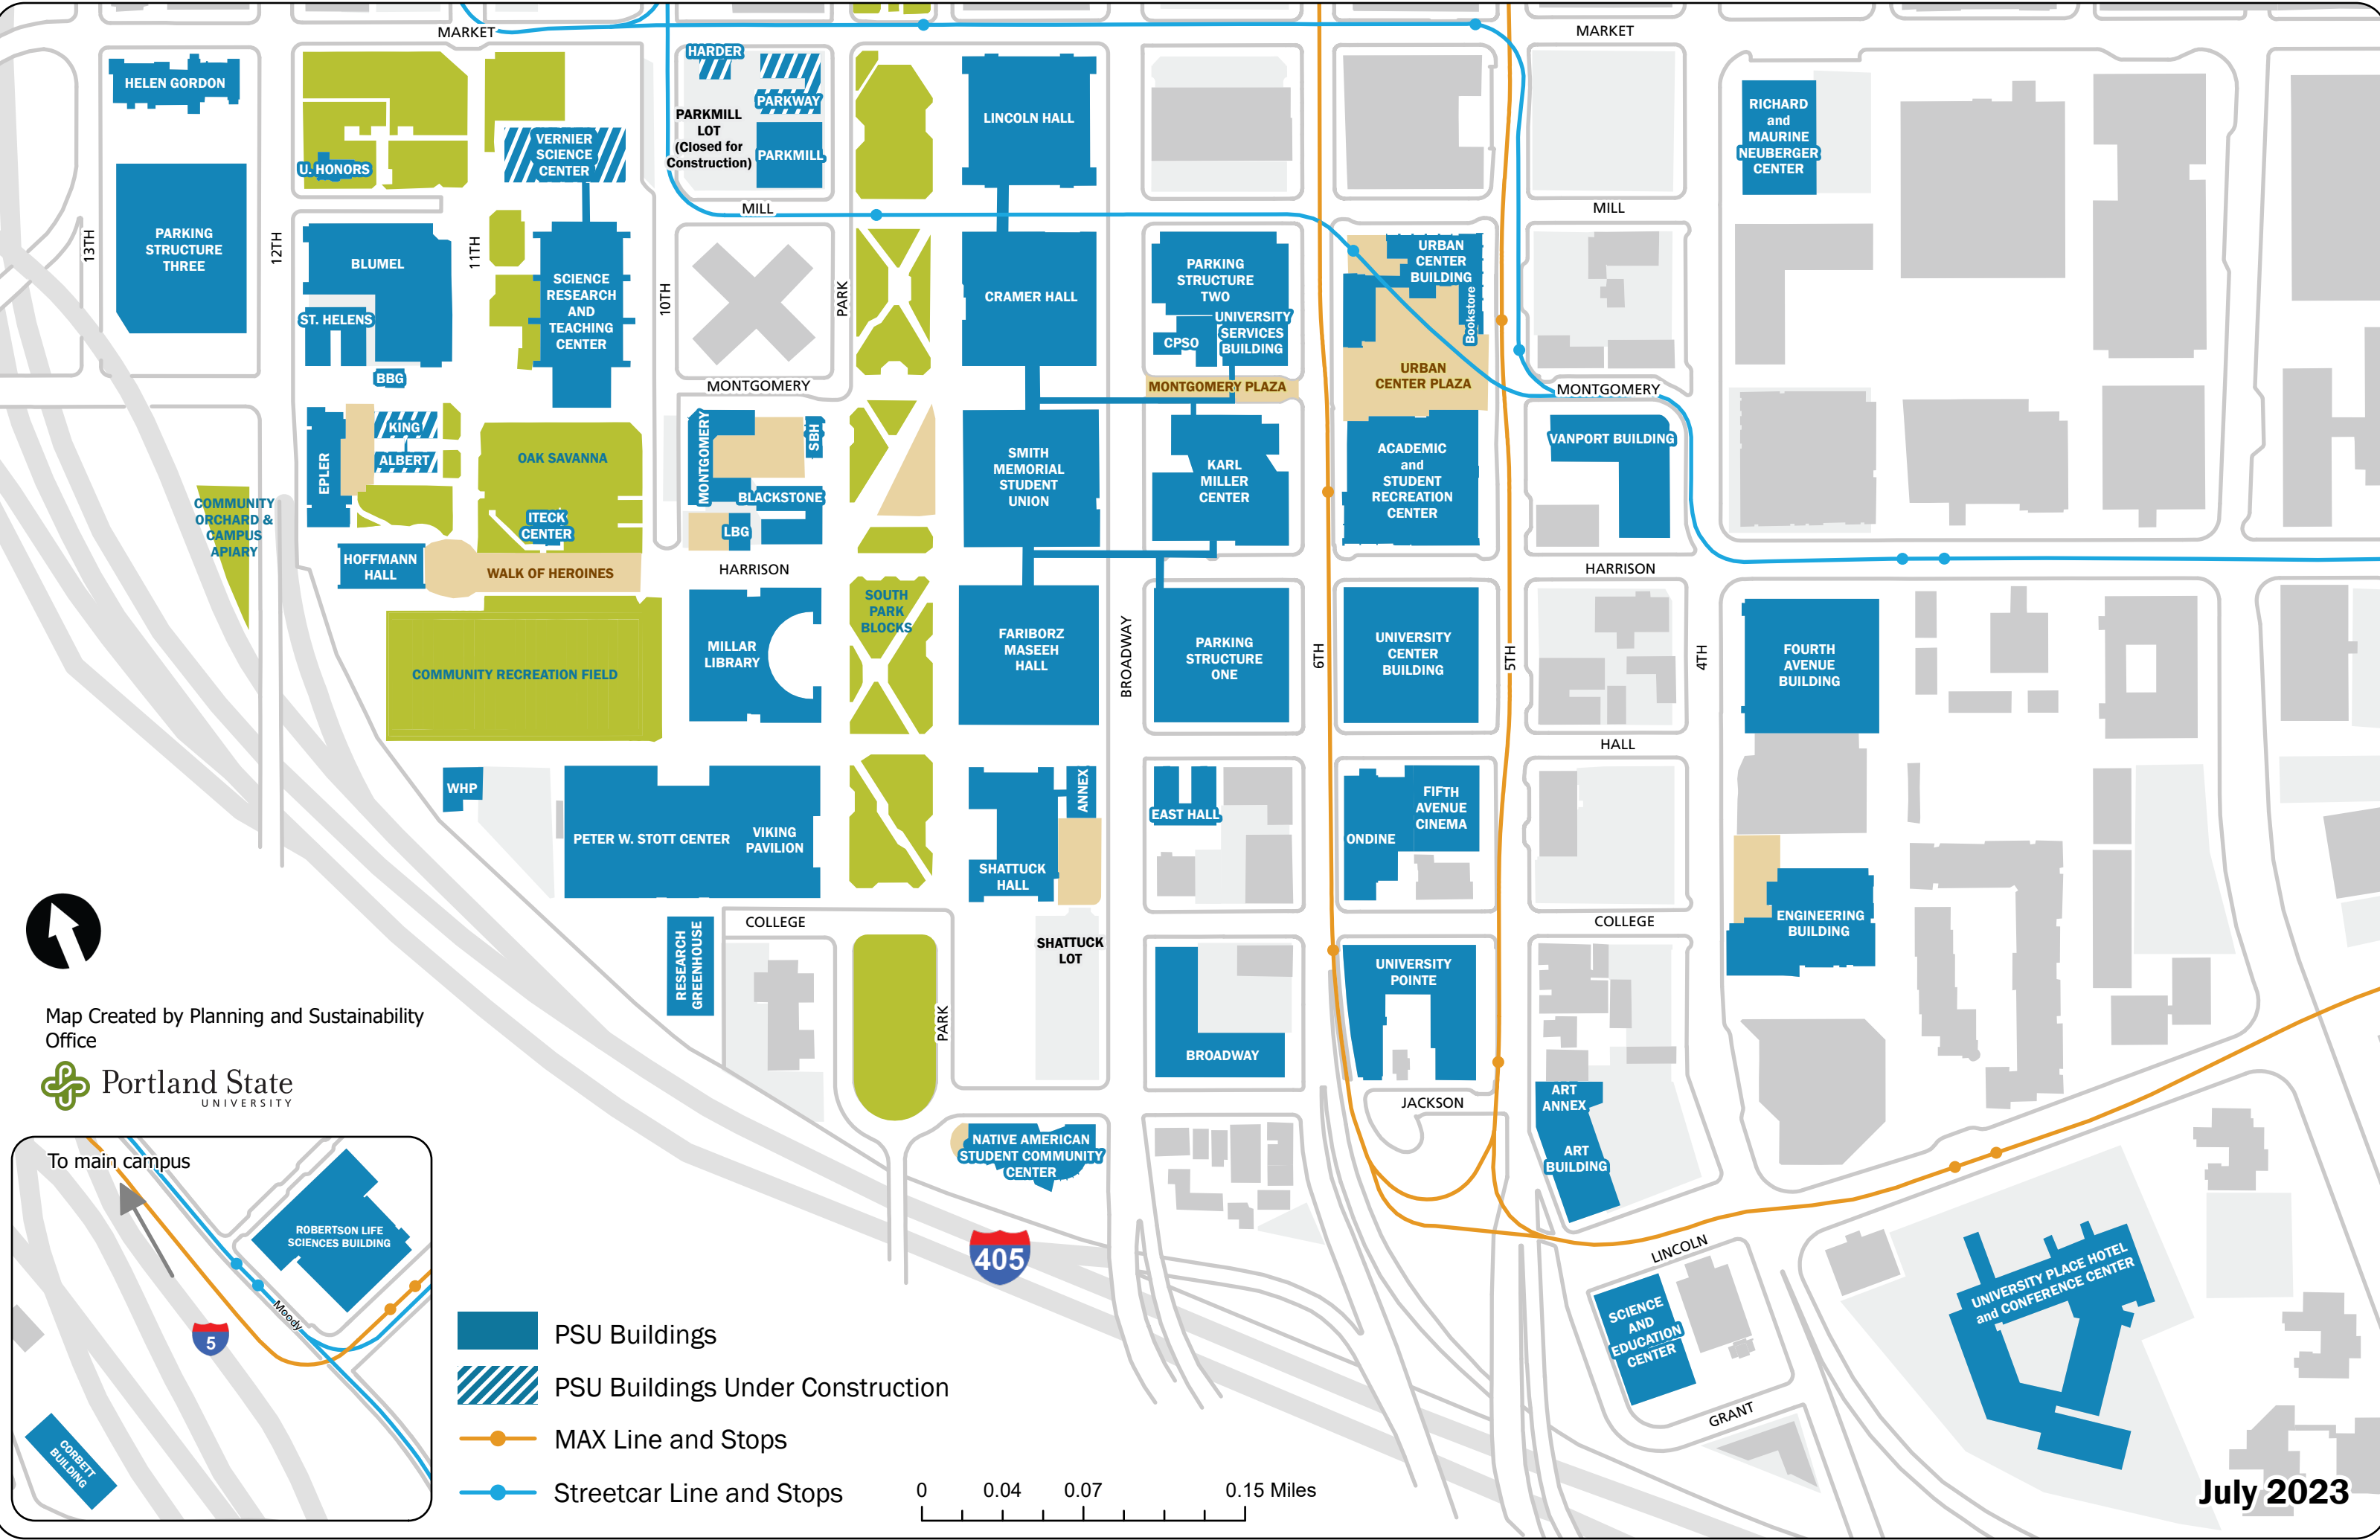 MARKET
MARKET
HELEN GORDON
HARDER
PARKWAY
PARKMILL
LOT
(Closed for
Construction)
PARKMILL
LINCOLN HALL
RICHARD
and
MAURINE
NEUBERGER
CENTER
VERNIER
SCIENCE
CENTER
U. HONORS
MILL
MILL
13TH
12TH
11TH
10TH
PARK
PARKING
STRUCTURE
THREE
BLUMEL
ST. HELENS
BBG
SCIENCE
RESEARCH
AND
TEACHING
CENTER
CRAMER HALL
PARKING
STRUCTURE
TWO
UNIVERSITY
SERVICES
BUILDING
CPSO
URBAN
CENTER
BUILDING
Bookstore
URBAN
CENTER PLAZA
MONTGOMERY
MONTGOMERY PLAZA
MONTGOMERY
EPLER
KING
ALBERT
OAK SAVANNA
MONTGOMERY
SBH
BLACKSTONE
LBG
ITECK
CENTER
SMITH
MEMORIAL
STUDENT
UNION
KARL
MILLER
CENTER
ACADEMIC
and
STUDENT
RECREATION
CENTER
VANPORT BUILDING
COMMUNITY
ORCHARD &
CAMPUS
APIARY
HOFFMANN
HALL
WALK OF HEROINES
HARRISON
HARRISON
COMMUNITY RECREATION FIELD
MILLAR
LIBRARY
SOUTH
PARK
BLOCKS
FARIBORZ
MASEEH
HALL
BROADWAY
PARKING
STRUCTURE
ONE
6TH
UNIVERSITY
CENTER
BUILDING
5TH
4TH
FOURTH
AVENUE
BUILDING
HALL
WHP
PETER W. STOTT CENTER
VIKING
PAVILION
ANNEX
SHATTUCK
HALL
EAST HALL
ONDINE
FIFTH
AVENUE
CINEMA
ENGINEERING
BUILDING
COLLEGE
COLLEGE
RESEARCH
GREENHOUSE
SHATTUCK
LOT
PARK
BROADWAY
UNIVERSITY
POINTE
JACKSON
ART
ANNEX
ART
BUILDING
NATIVE AMERICAN
STUDENT COMMUNITY
CENTER
405
LINCOLN
SCIENCE
AND
EDUCATION
CENTER
GRANT
UNIVERSITY PLACE HOTEL
and CONFERENCE CENTER
Map Created by Planning and Sustainability
Office
Portland State
UNIVERSITY
To main campus
ROBERTSON LIFE
SCIENCES BUILDING
Moody
5
CORBETT
BUILDING
PSU Buildings
PSU Buildings Under Construction
MAX Line and Stops
Streetcar Line and Stops
0 0.04 0.07 0.15 Miles
July 2023